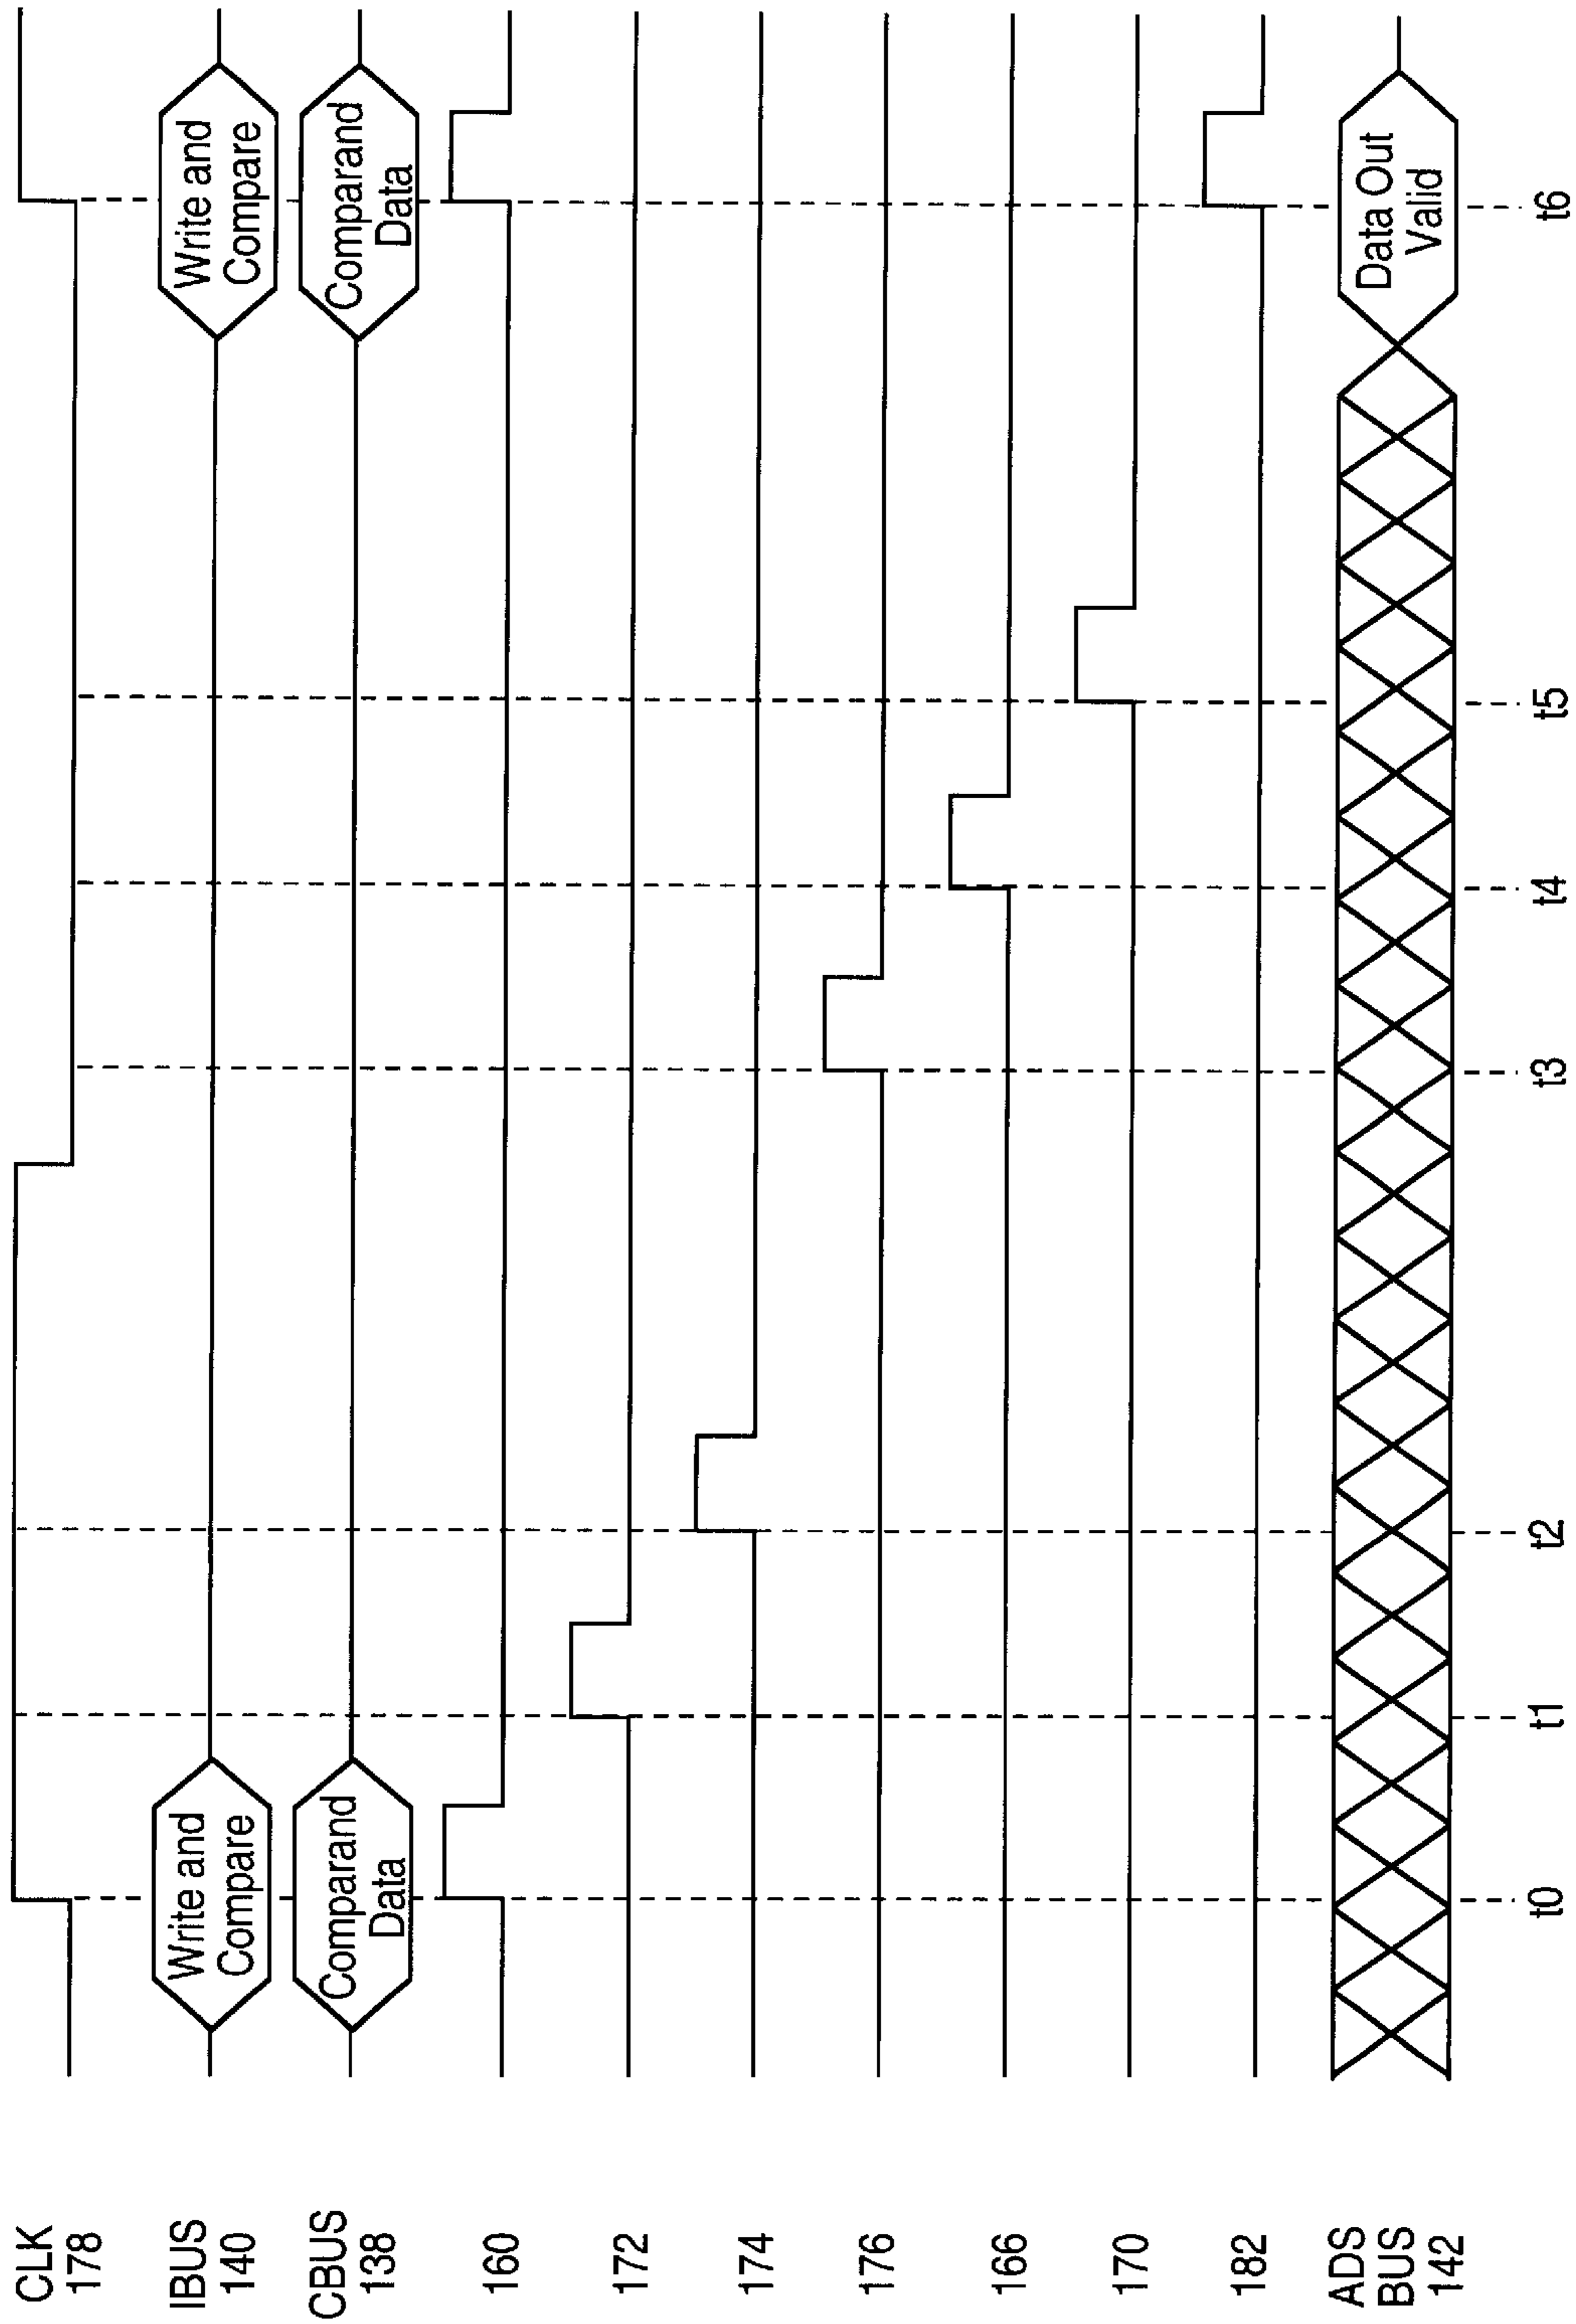 CLK
178
IBUS
140
Write and
Compare
Write and
Compare
CBUS
138
Comparand
Data
Comparand
Data
160
172
174
176
166
170
182
ADS
BUS
142
Data Out
Valid
t0
t1
t2
t3
t4
t5
t6